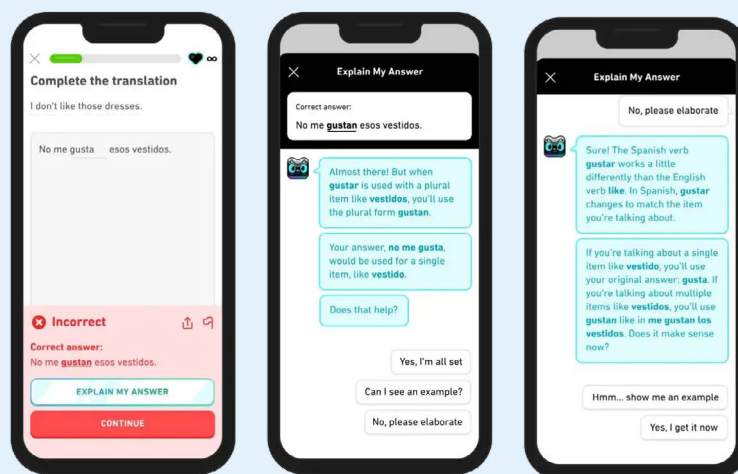 Complete the translation
I don't like those dresses.
No me gusta esos vestidos.
Incorrect
Correct answer:
No me gustan esos vestidos.
EXPLAIN MY ANSWER
CONTINUE
Explain My Answer
Correct answer:
No me gustan esos vestidos.
Almost there! But when
gustar is used with a plural
item like vestidos, you'll use
the plural form gustan.
Your answer, no me gusta,
would be used for a single
item, like vestido.
Does that help?
Yes, I'm all set
Can I see an example?
No, please elaborate
Explain My Answer
No, please elaborate
Sure! The Spanish verb
gustar works a little
differently than the English
verb like. In Spanish, gustar
changes to match the item
you're talking about.
If you're talking about a single
item like vestido, you'll use
your original answer: gusta. If
you're talking about multiple
items like vestidos, you'll use
gustan like in me gustan los
vestidos. Does it make sense
now?
Hmm... show me an example
Yes, I get it now